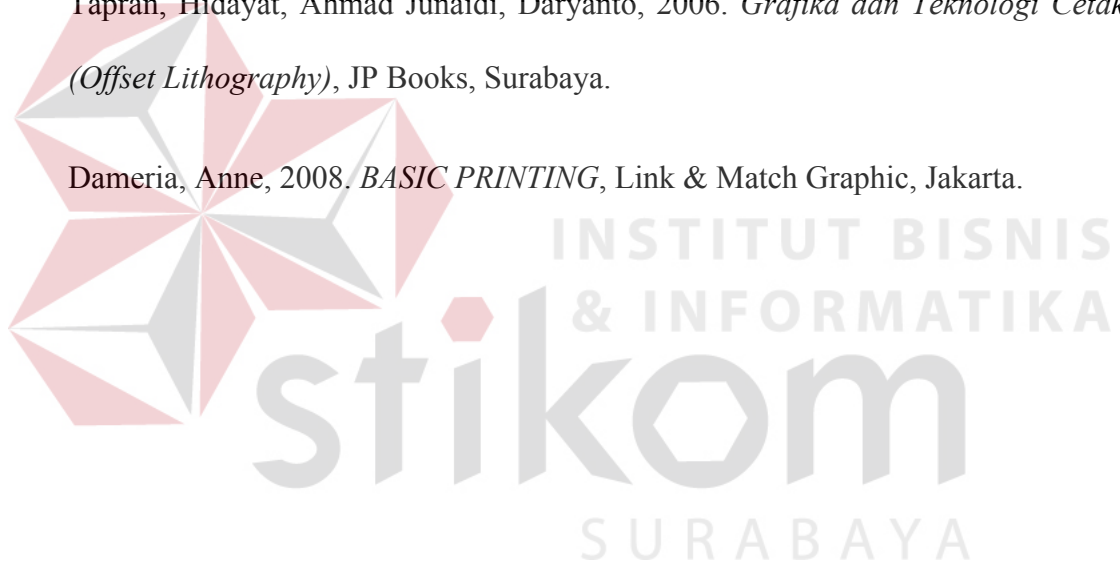 Tapran, Hidayat, Ahmad Junaidi, Daryanto, 2006. Grafika dan Teknologi Cetak
(Offset Lithography), JP Books, Surabaya.
Dameria, Anne, 2008. BASIC PRINTING, Link & Match Graphic, Jakarta.
INSTITUT BISNIS
& INFORMATIKA
stikom
SURABAYA